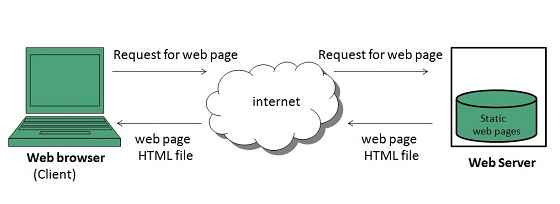 Request for web page
Request for web page
internet
Static
web pages
web page
HTML file
web page
HTML file
Web browser
(Client)
Web Server